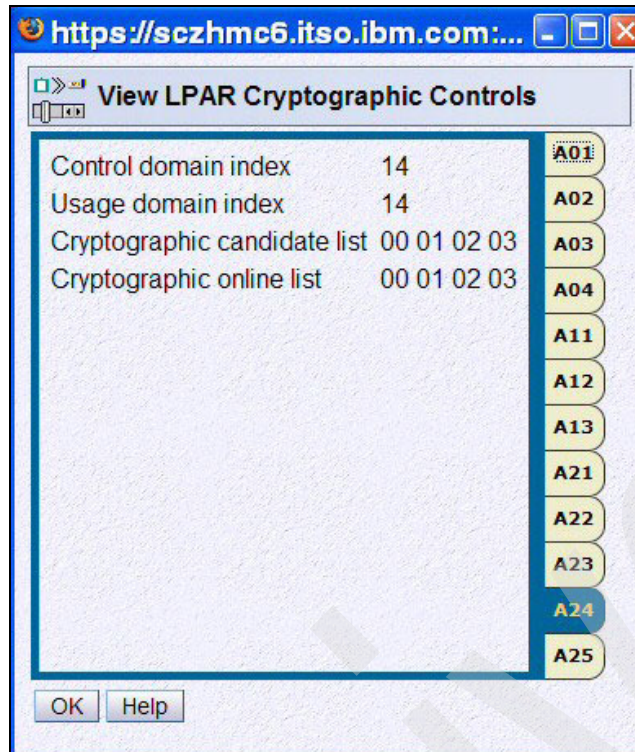 https://sczhmc6.itso.ibm.com:...
View LPAR Cryptographic Controls
Control domain index 14
Usage domain index 14
Cryptographic candidate list 00 01 02 03
Cryptographic online list 00 01 02 03
A01
A02
A03
A04
A11
A12
A13
A21
A22
A23
A24
A25
OK Help